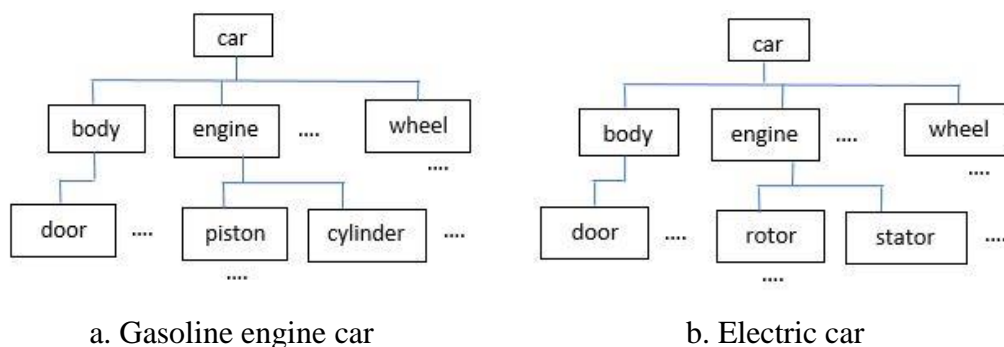 car
body engine .... wheel
....
door .... piston cylinder ....
....
a. Gasoline engine car
car
body engine .... wheel
....
door .... rotor stator ....
....
b. Electric car